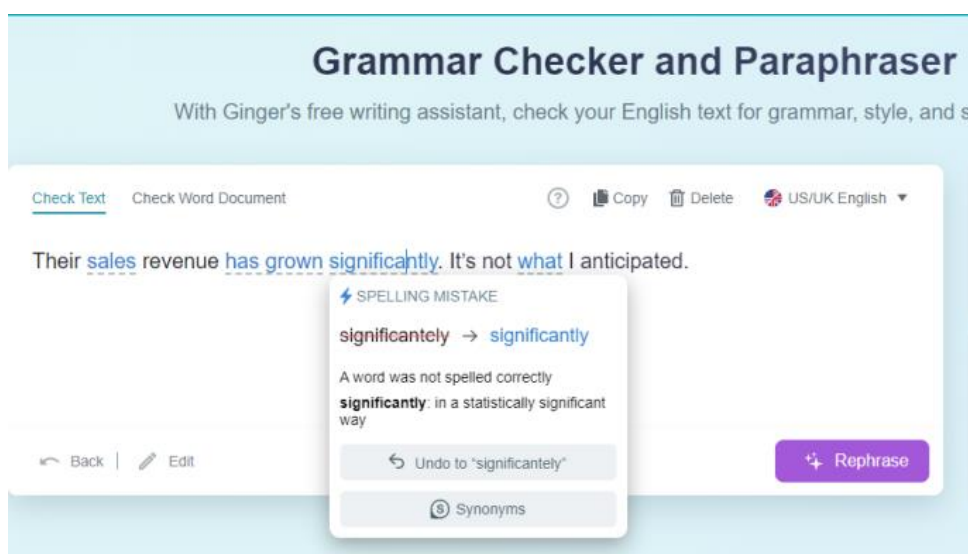 Grammar Checker and Paraphraser
With Ginger's free writing assistant, check your English text for grammar, style, and s
Check Text Check Word Document ? Copy Delete US/UK English ▼
Their sales revenue has grown significantly. It's not what I anticipated.
SPELLING MISTAKE
significantely → significantly
A word was not spelled correctly
significantly: in a statistically significant
way
Back | Edit
Undo to "significantely"
Rephrase
Synonyms